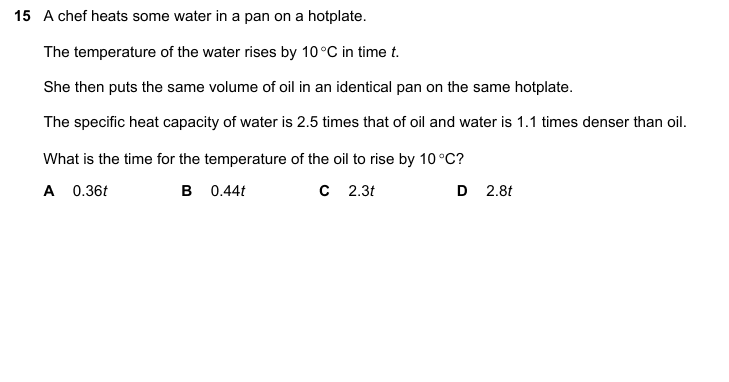 15 A chef heats some water in a pan on a hotplate.
The temperature of the water rises by 10 °C in time t.
She then puts the same volume of oil in an identical pan on the same hotplate.
The specific heat capacity of water is 2.5 times that of oil and water is 1.1 times denser than oil.
What is the time for the temperature of the oil to rise by 10 °C?
A 0.36t B 0.44t C 2.3t D 2.8t